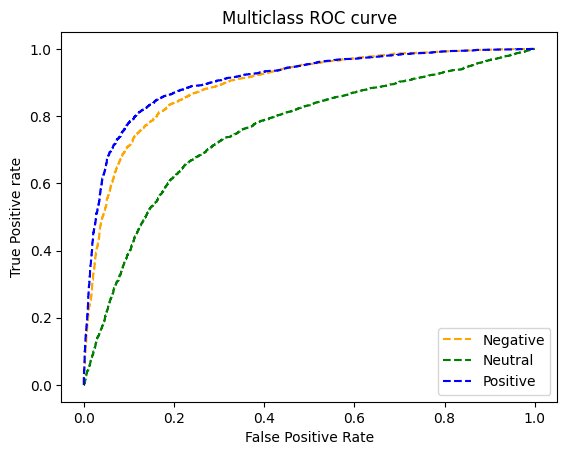 Multiclass ROC curve
True Positive rate
1.0
0.8
0.6
0.4
0.2
0.0
0.0 0.2 0.4 0.6 0.8 1.0
False Positive Rate
Negative
Neutral
Positive